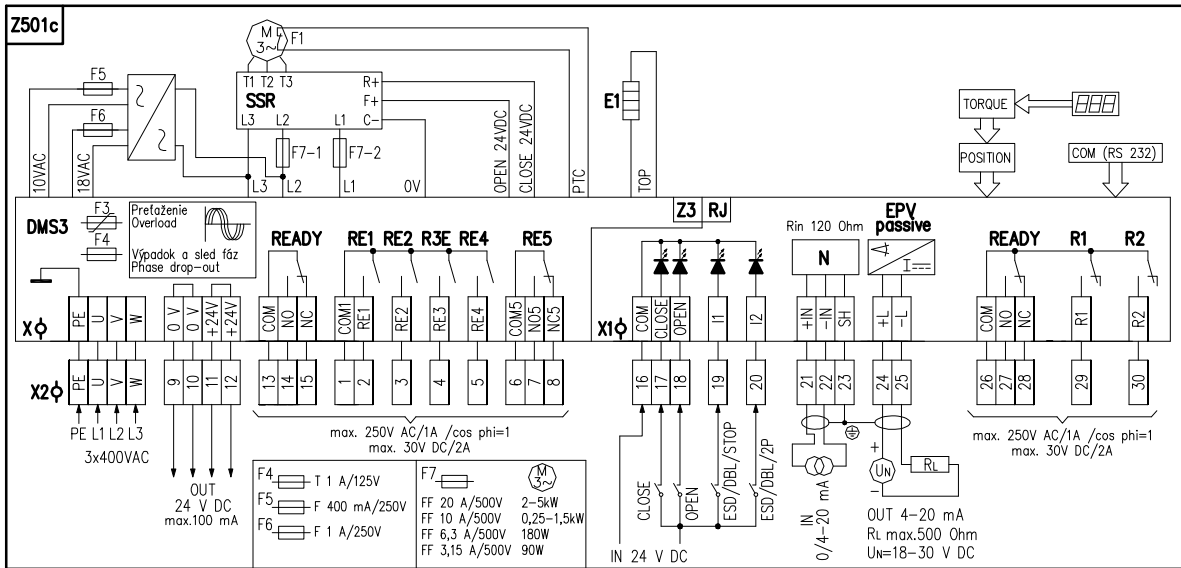 Z501c
M
3~
F1
F5
F6
T1 T2 T3
SSR
R+
F+
C-
L3 L2 L1
F7-1
F7-2
E1
TORQUE
POSITION
COM (RS 232)
10VAC
18VAC
L3 L2 L1
0V
OPEN 24VDC
CLOSE 24VDC
PTC
TOP
DMS3
F3
F4
Preťaženie
Overload
Výpadok a sled fáz
Phase drop-out
READY
RE1 RE2 R3E RE4
RE5
Z3 RJ
Rin 120 Ohm
N
EPV
passive
I
READY
R1
R2
X
PE U V W
0 V 0 V +24V +24V
COM NO NC
COM1 RE1 RE2 RE3 RE4
COM5 NO5 NC5
X1
COM CLOSE OPEN I1 I2
+IN -IN SH
+L -L
COM NO NC R1 R2
X2
PE U V W
9 10 11 12
13 14 15
1 2 3 4 5
6 7 8
16 17 18 19 20
21 22 23
24 25
26 27 28 29 30
PE L1 L2 L3
3x400VAC
OUT
24 V DC
max.100 mA
max. 250V AC/1A /cos phi=1
max. 30V DC/2A
F4 T 1 A/125V
F5 F 400 mA/250V
F6 F 1 A/250V
F7
M
3~
FF 20 A/500V 2-5kW
FF 10 A/500V 0,25-1,5kW
FF 6,3 A/500V 180W
FF 3,15 A/500V 90W
CLOSE
OPEN
ESD/DBL/STOP
ESD/DBL/2P
IN 24 V DC
IN
0/4-20 mA
+
UN
-
RL
OUT 4-20 mA
RL max.500 Ohm
UN=18-30 V DC
max. 250V AC/1A /cos phi=1
max. 30V DC/2A